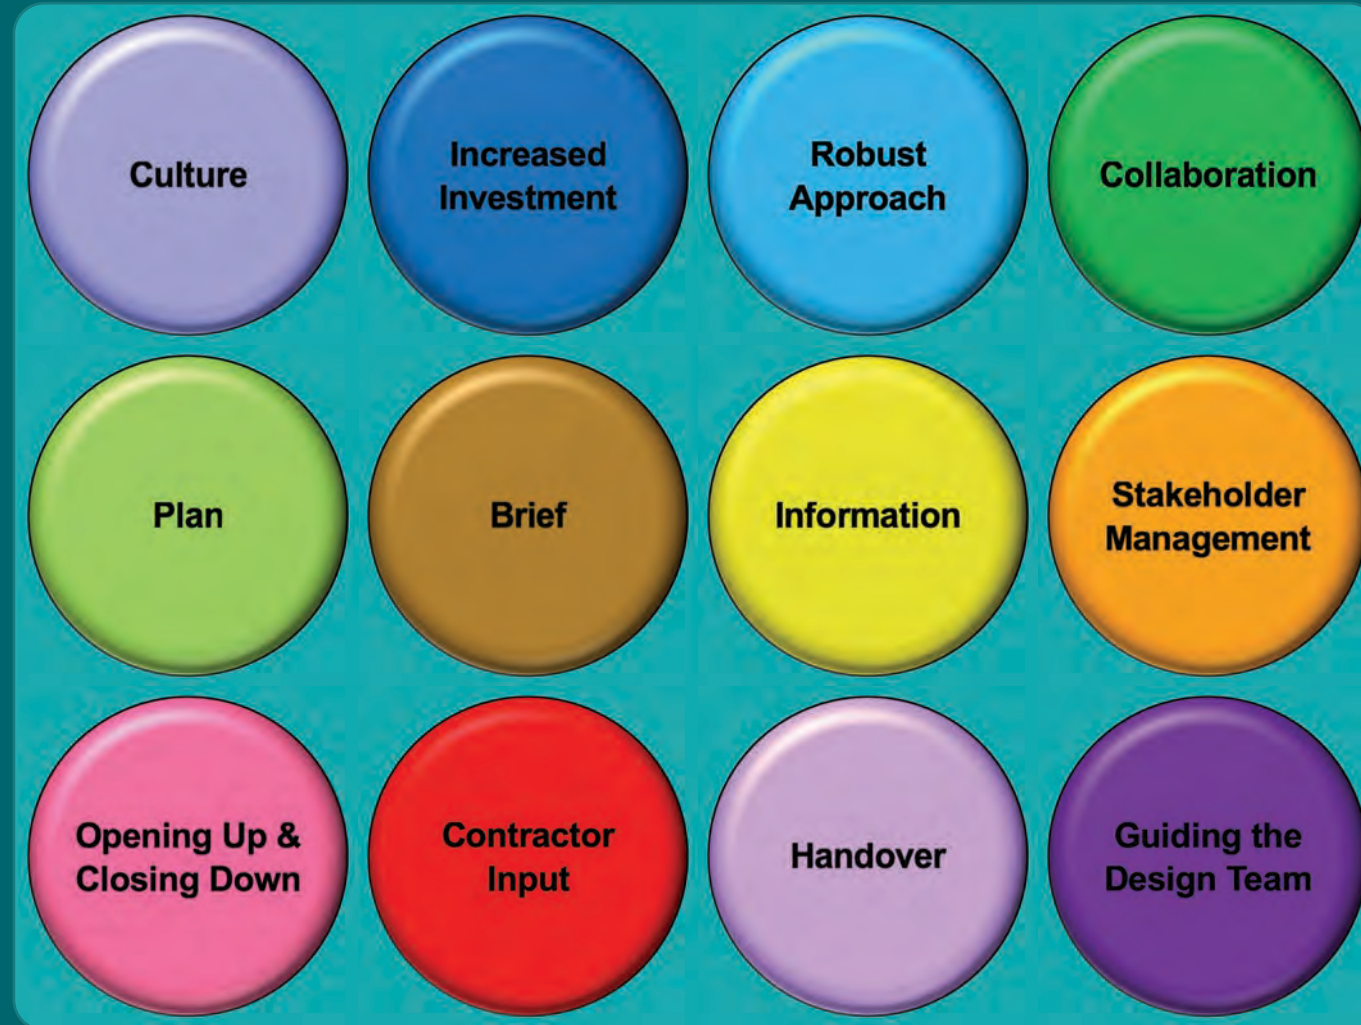 Culture
Increased
Investment
Robust
Approach
Collaboration
Plan
Brief
Information
Stakeholder
Management
Opening Up &
Closing Down
Contractor
Input
Handover
Guiding the
Design Team